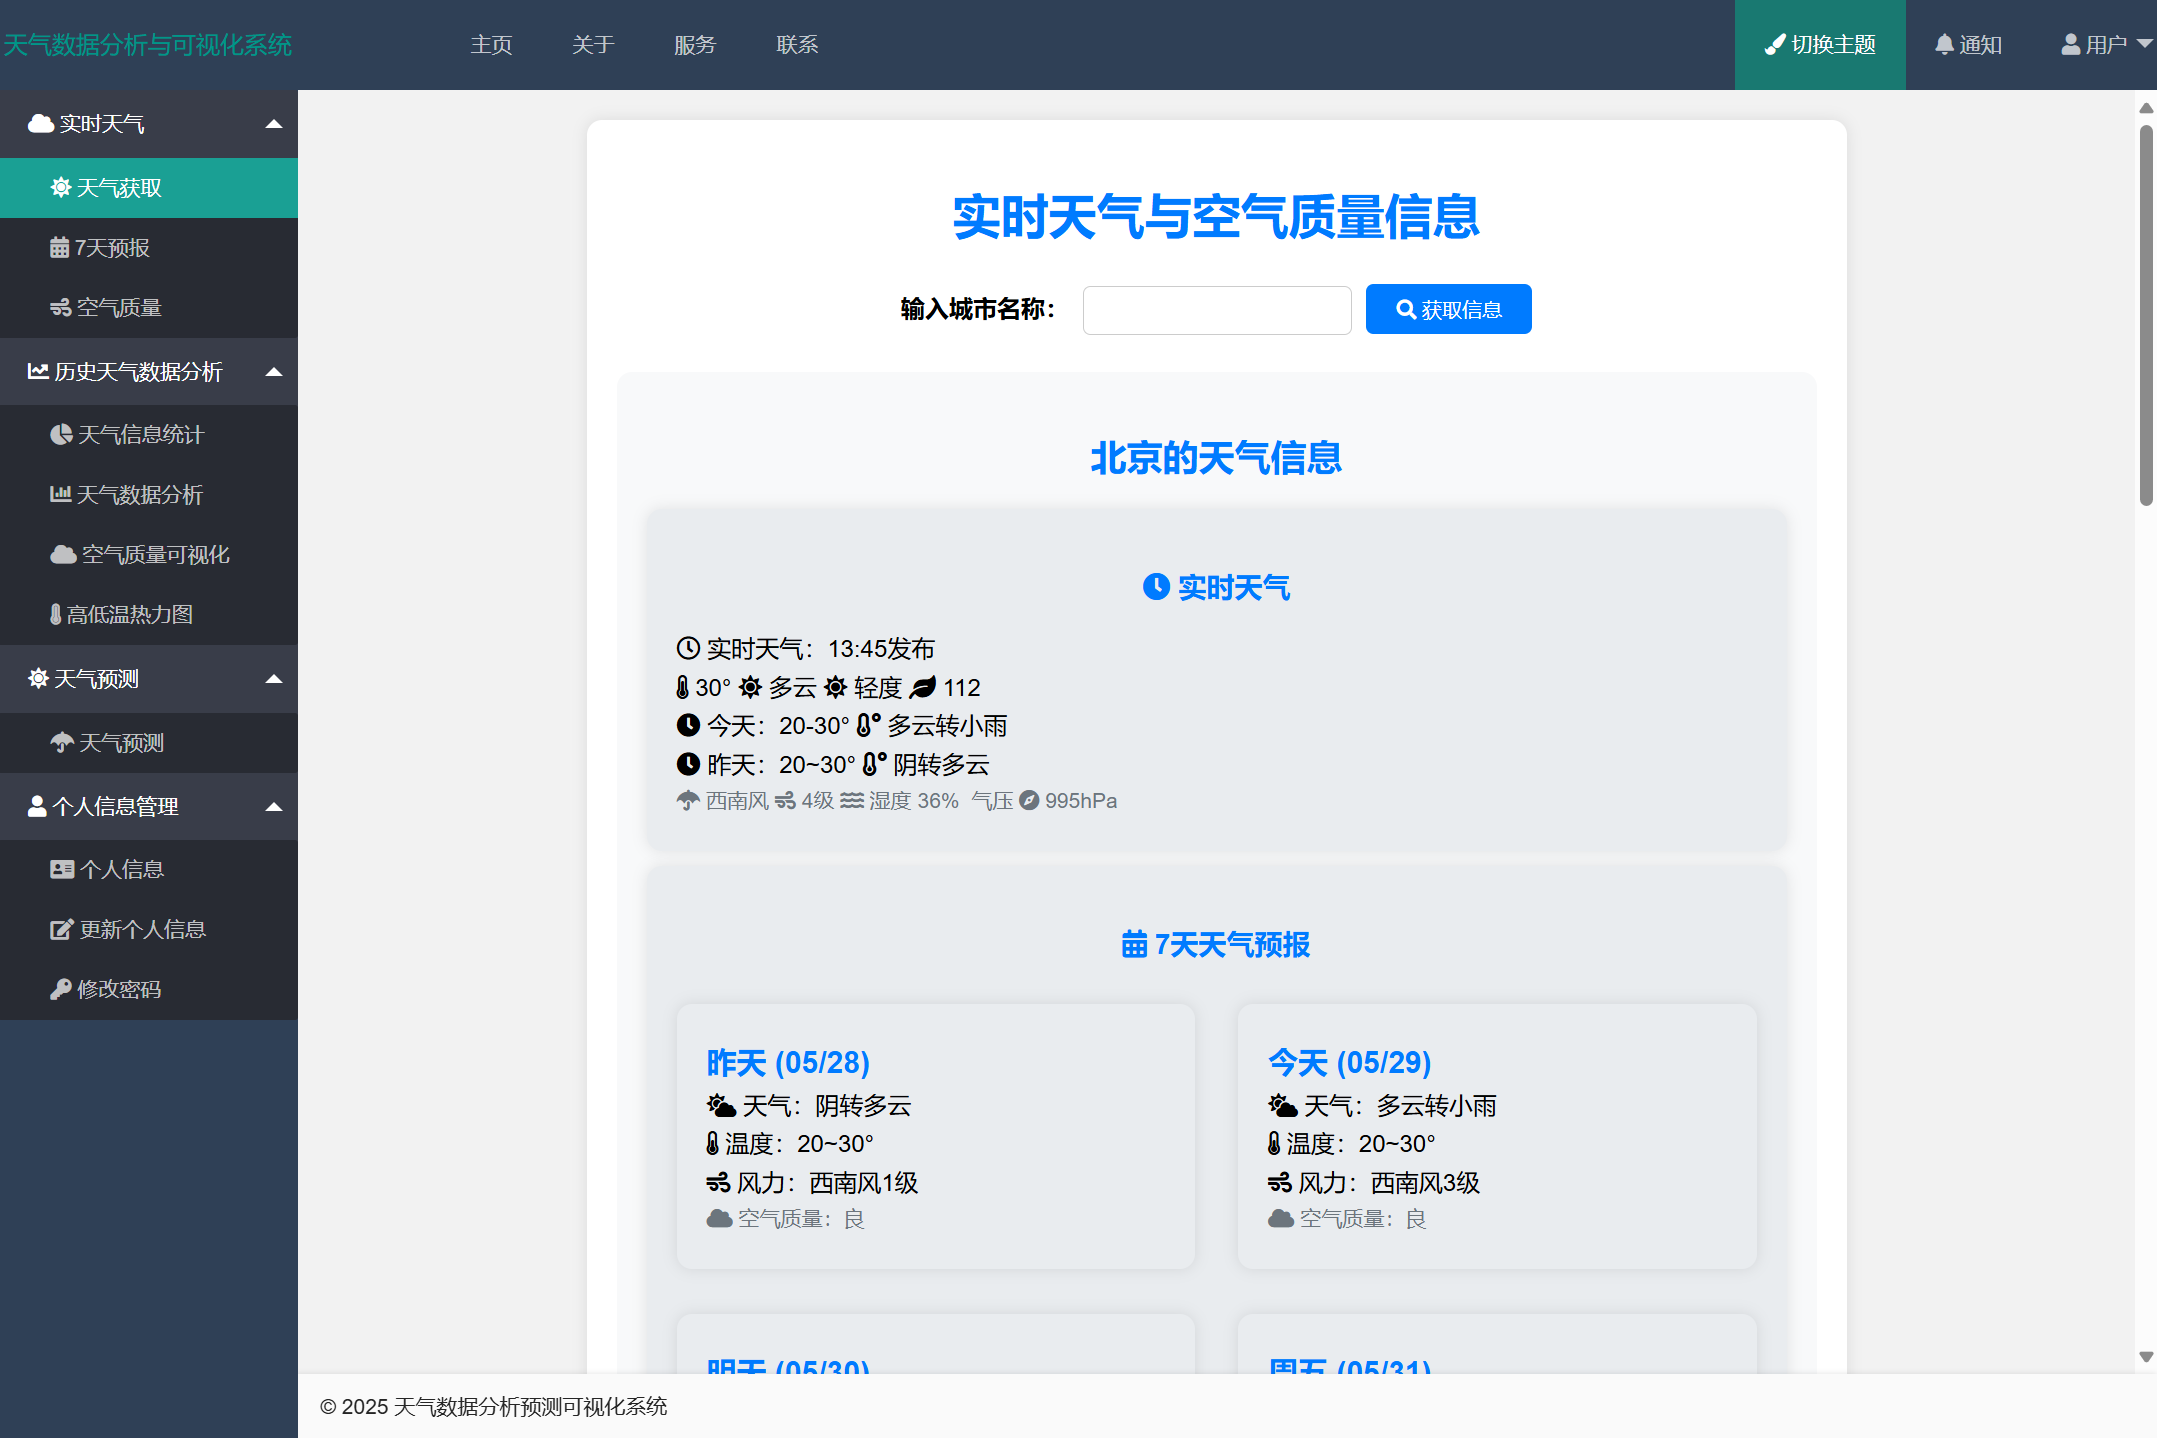 天气数据分析与可视化系统
主页
关于
服务
联系
切换主题
通知
用户
实时天气
天气获取
7天预报
空气质量
历史天气数据分析
天气信息统计
天气数据分析
空气质量可视化
高低温热力图
天气预测
天气预测
个人信息管理
个人信息
更新个人信息
修改密码
实时天气与空气质量信息
输入城市名称：
获取信息
北京的天气信息
实时天气
实时天气：13:45发布
30° 多云 轻度 112
今天：20-30° 多云转小雨
昨天：20~30° 阴转多云
西南风 4级 湿度 36% 气压 995hPa
7天天气预报
昨天 (05/28)
天气：阴转多云
温度：20~30°
风力：西南风1级
空气质量：良
今天 (05/29)
天气：多云转小雨
温度：20~30°
风力：西南风3级
空气质量：良
明天 (05/30)
周五 (05/31)
© 2025 天气数据分析预测可视化系统